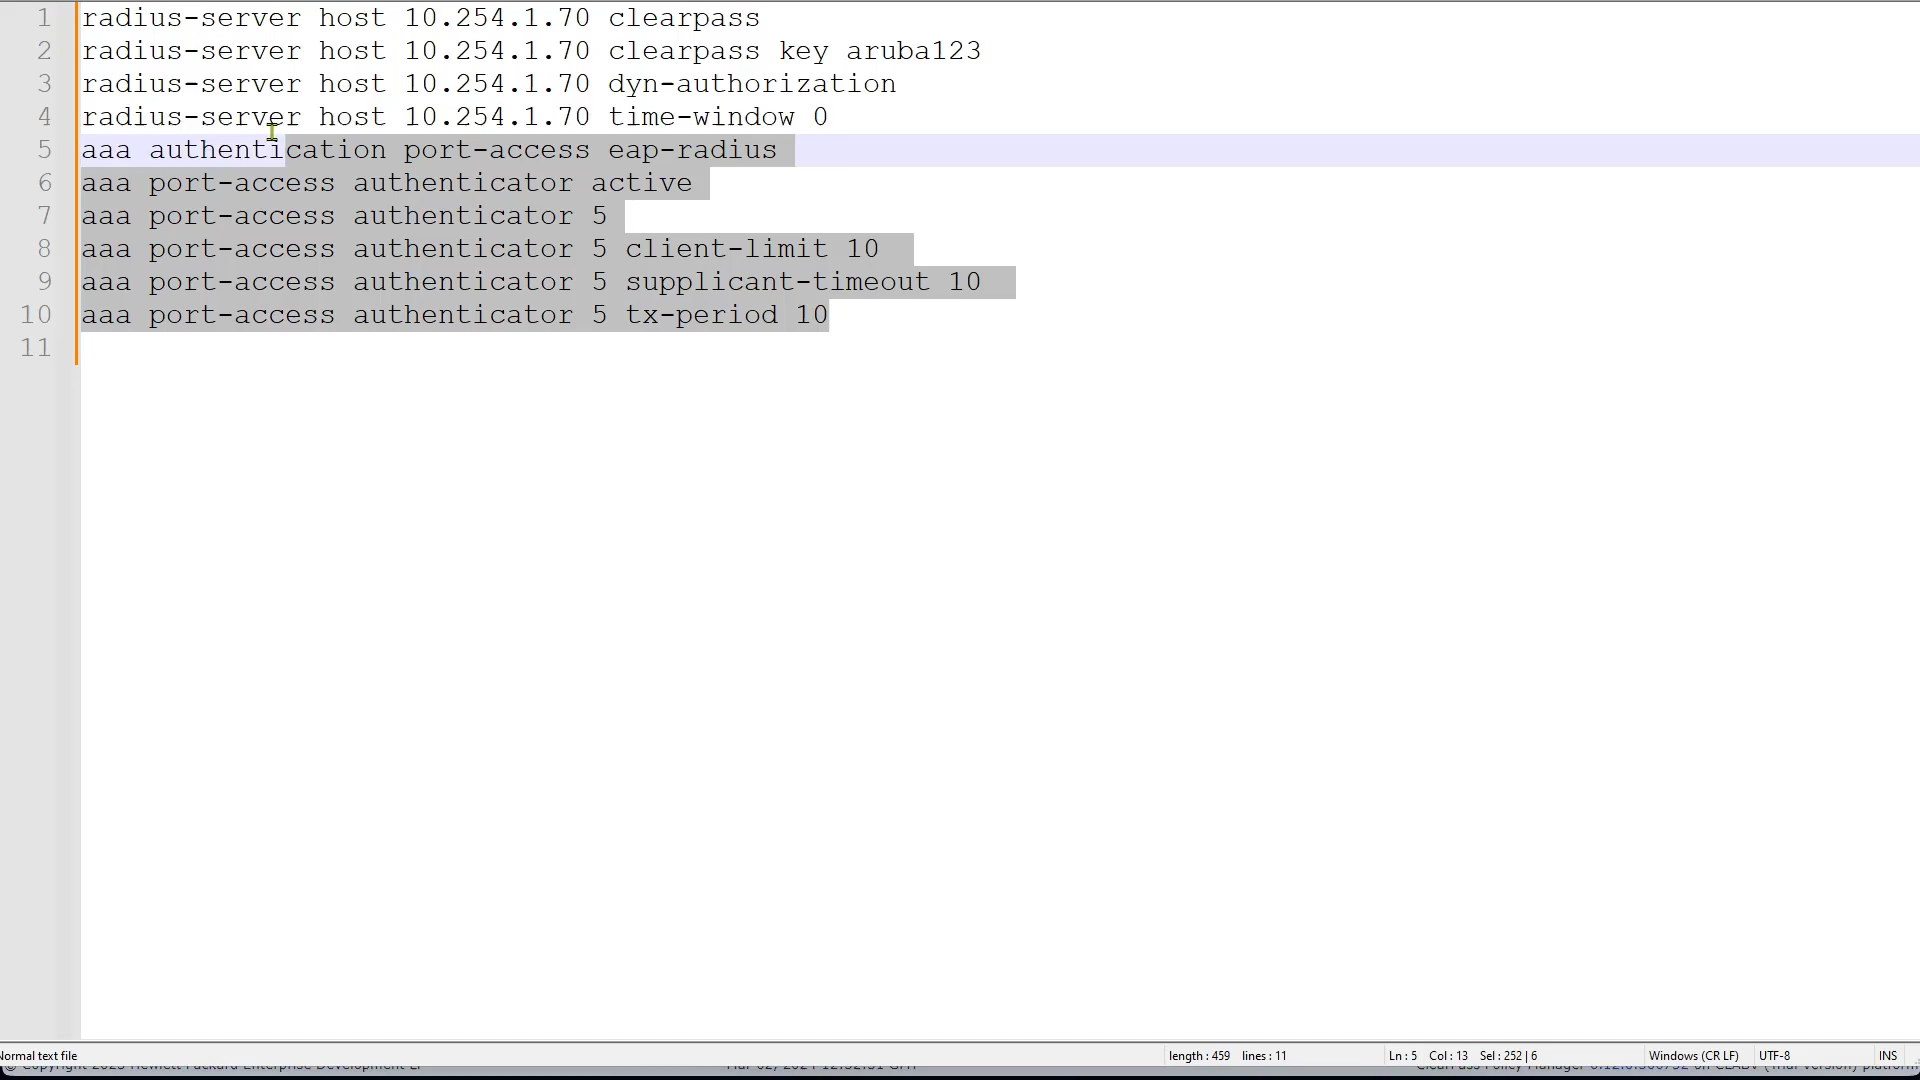 1 radius-server host 10.254.1.70 clearpass
2 radius-server host 10.254.1.70 clearpass key aruba123
3 radius-server host 10.254.1.70 dyn-authorization
4 radius-server host 10.254.1.70 time-window 0
5 aaa authentication port-access eap-radius
6 aaa port-access authenticator active
7 aaa port-access authenticator 5
8 aaa port-access authenticator 5 client-limit 10
9 aaa port-access authenticator 5 supplicant-timeout 10
10 aaa port-access authenticator 5 tx-period 10
11
Normal text file length : 459 lines : 11 Ln : 5 Col : 13 Sel : 252 | 6 Windows (CR LF) UTF-8 INS